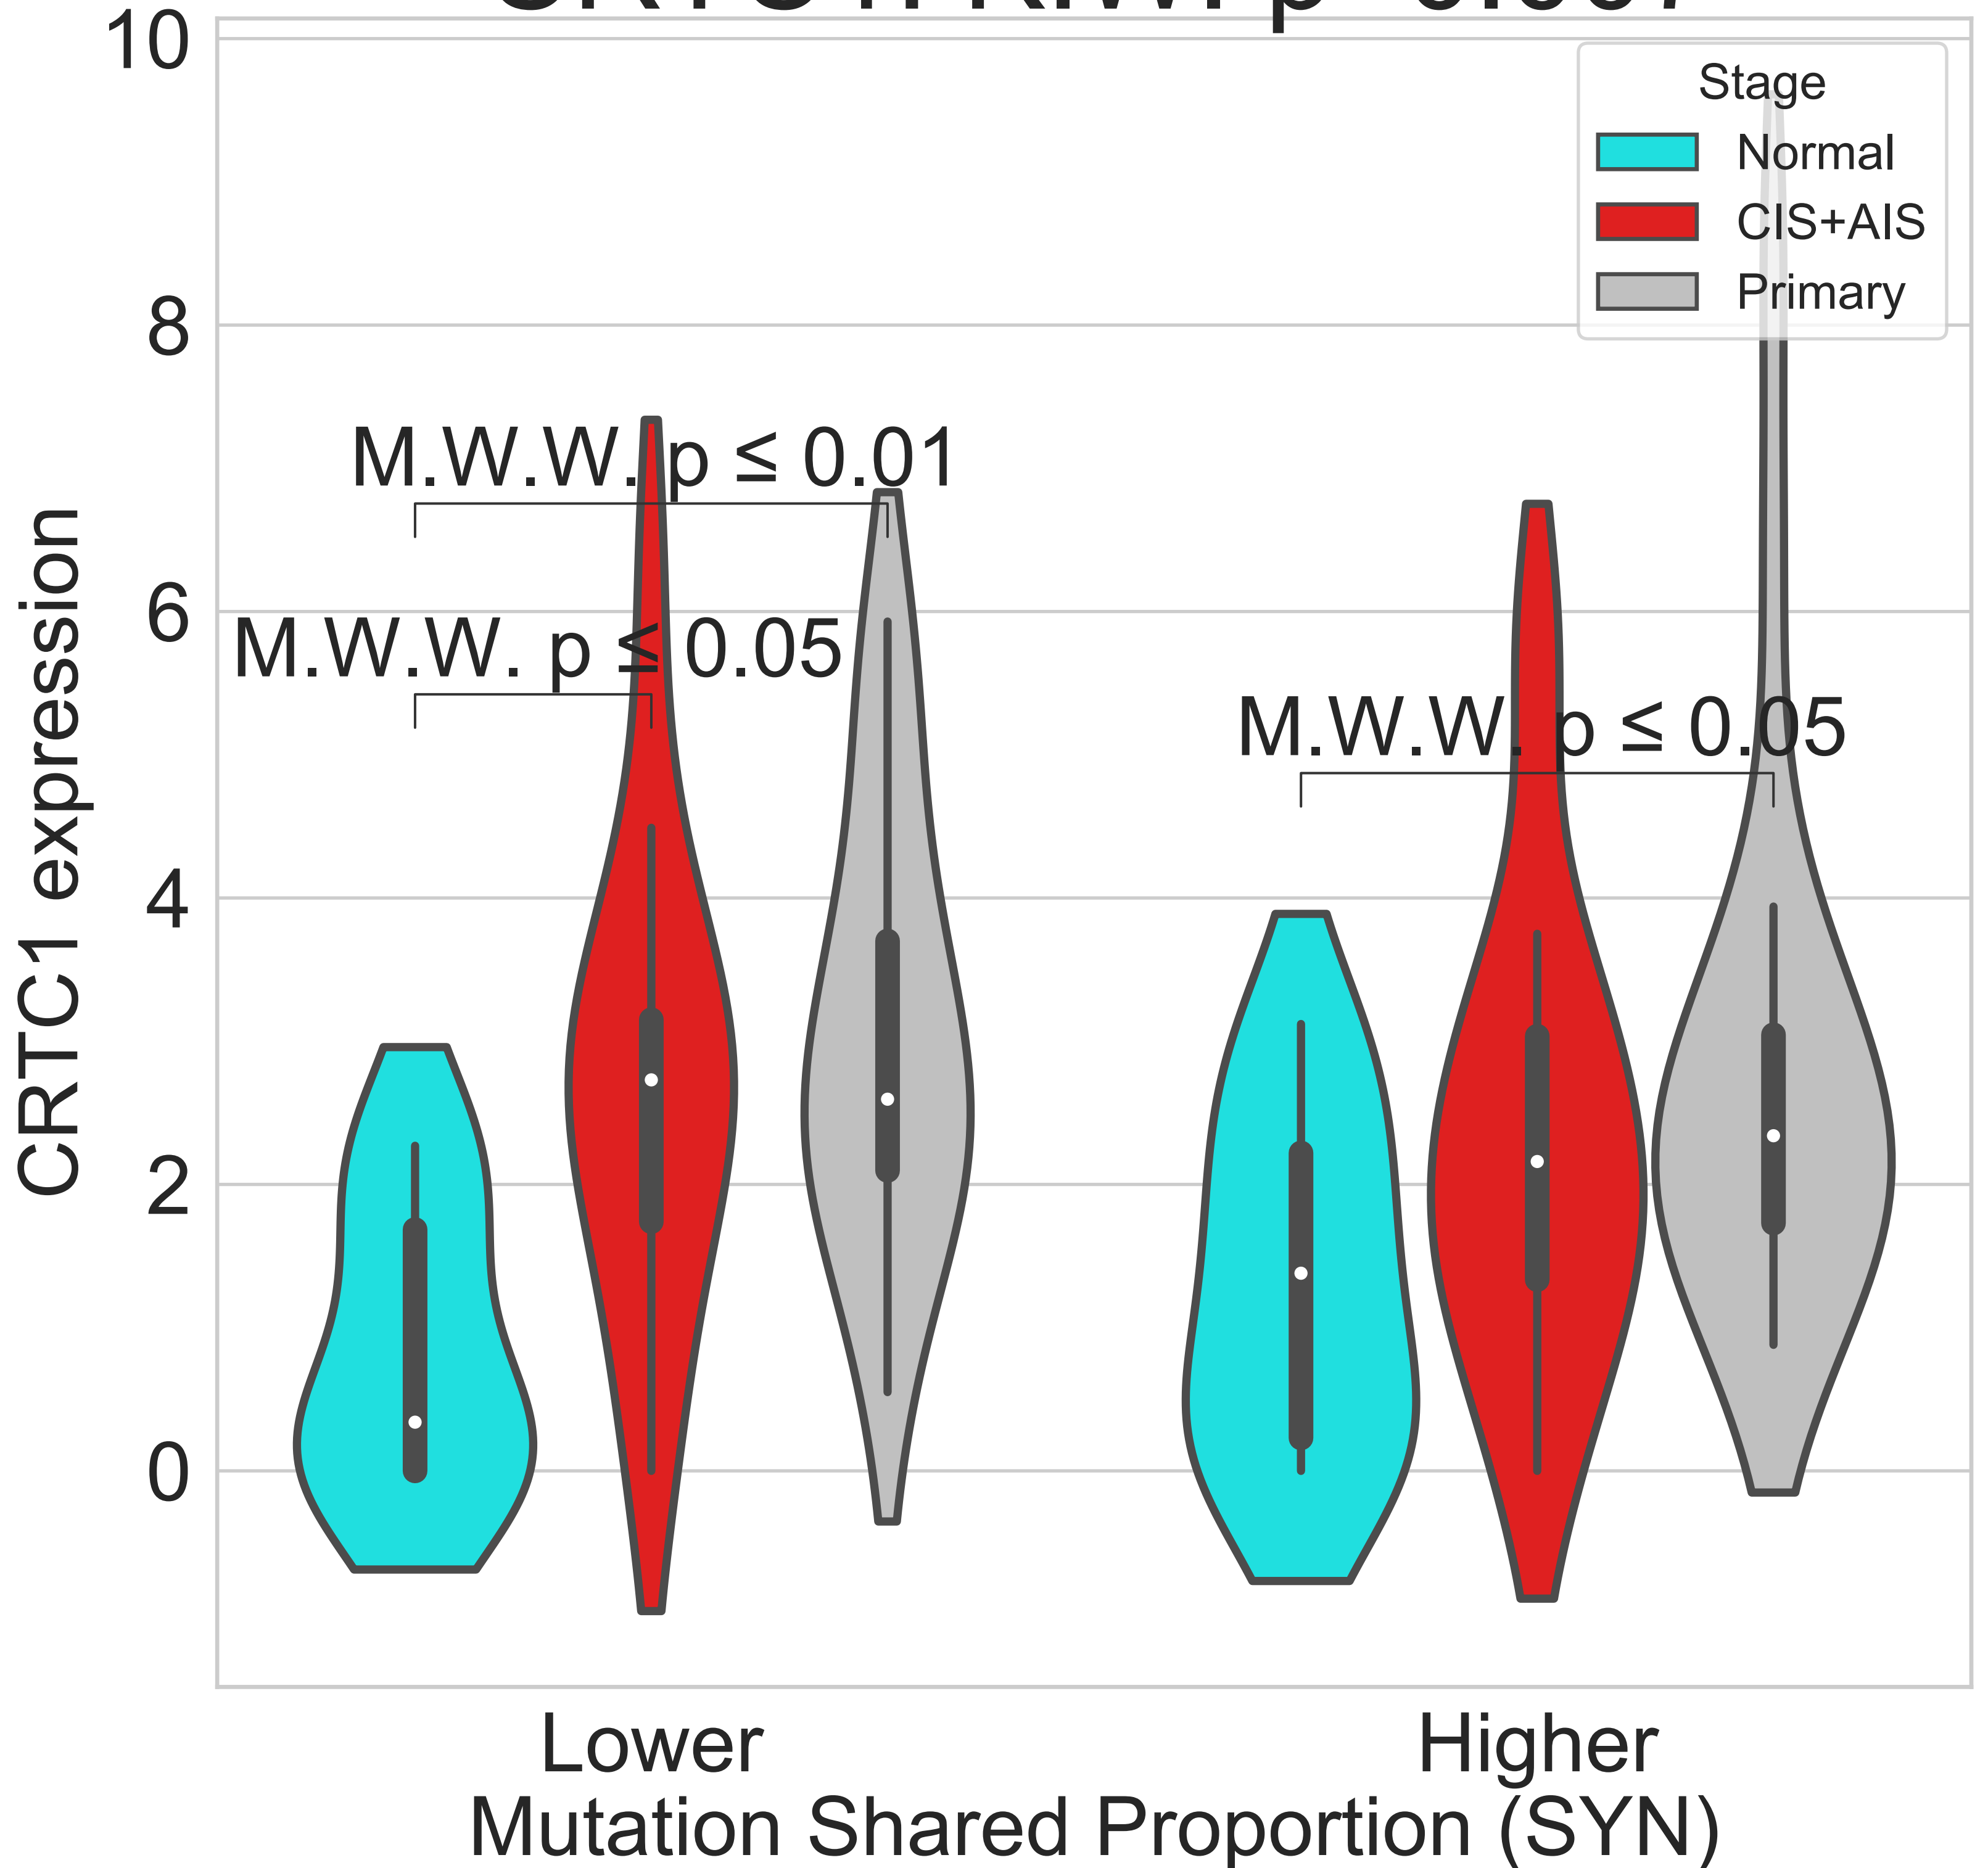 10
Stage
Normal
CIS+AIS
Primary
8
M.W.W. p ≤ 0.01
6
M.W.W. p ≤ 0.05
M.W.W. p ≤ 0.05
4
2
0
CRTC1 expression
Lower
Higher
Mutation Shared Proportion (SYN)